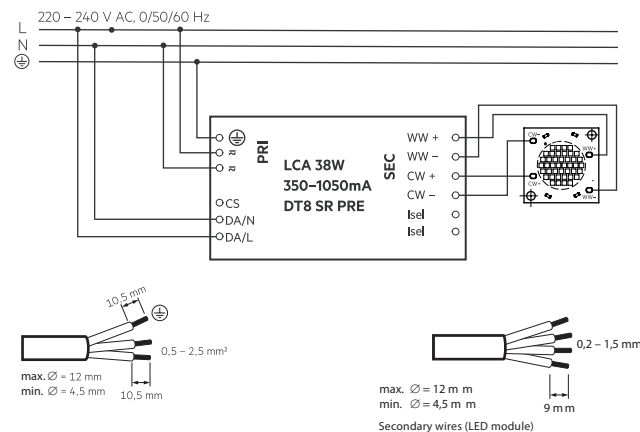 220 – 240 V AC, 0/50/60 Hz
L
N
PRI
≂
≂
CS
DA/N
DA/L
LCA 38W
350–1050mA
DT8 SR PRE
SEC
WW +
WW –
CW +
CW –
Isel
Isel
CW–
WW+
CW+
WW–
10,5 mm
0,5 – 2,5 mm²
max. Ø = 12 mm
min. Ø = 4,5 mm
10,5 mm
0,2 – 1,5 mm
max. Ø = 12 m m
min. Ø = 4,5 m m
9 m m
Secondary wires (LED module)